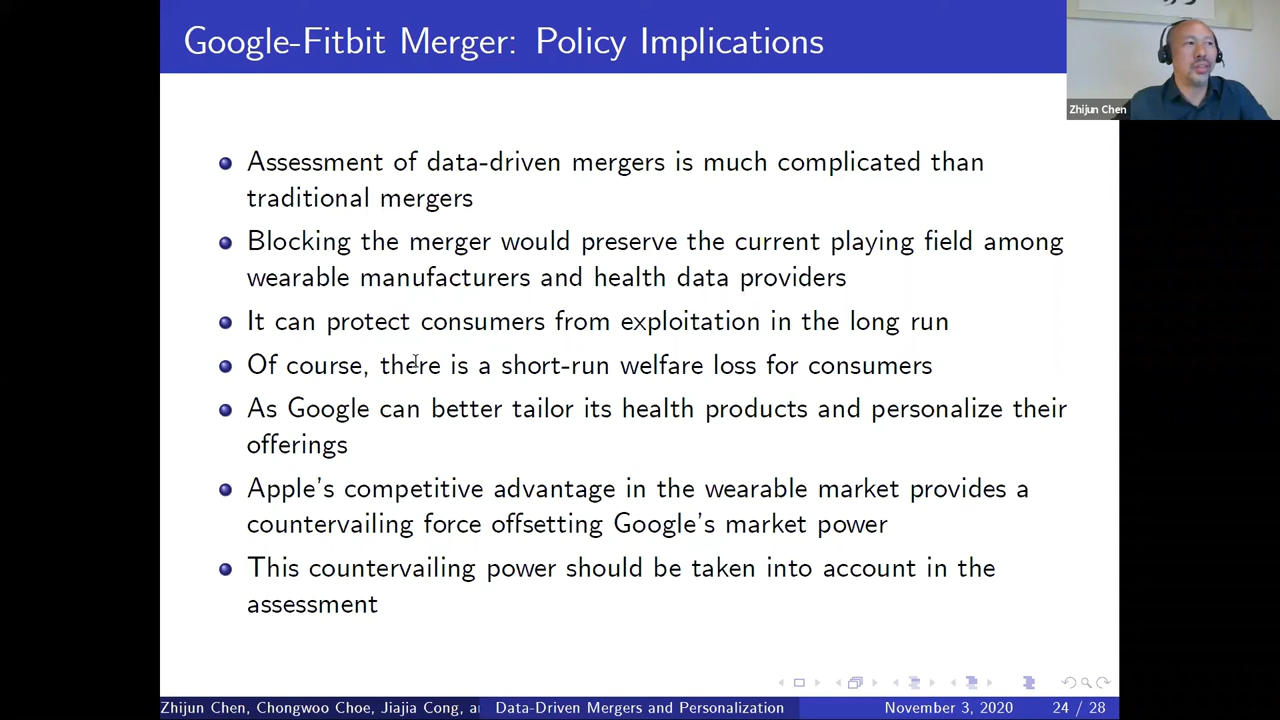 Google-Fitbit Merger: Policy Implications
Zhijun Chen
Assessment of data-driven mergers is much complicated than
traditional mergers
Blocking the merger would preserve the current playing field among
wearable manufacturers and health data providers
It can protect consumers from exploitation in the long run
Of course, there is a short-run welfare loss for consumers
As Google can better tailor its health products and personalize their
offerings
Apple's competitive advantage in the wearable market provides a
countervailing force offsetting Google's market power
This countervailing power should be taken into account in the
assessment
Zhijun Chen, Chongwoo Choe, Jiajia Cong, Data-Driven Mergers and Personalization November 3, 2020 24 / 28